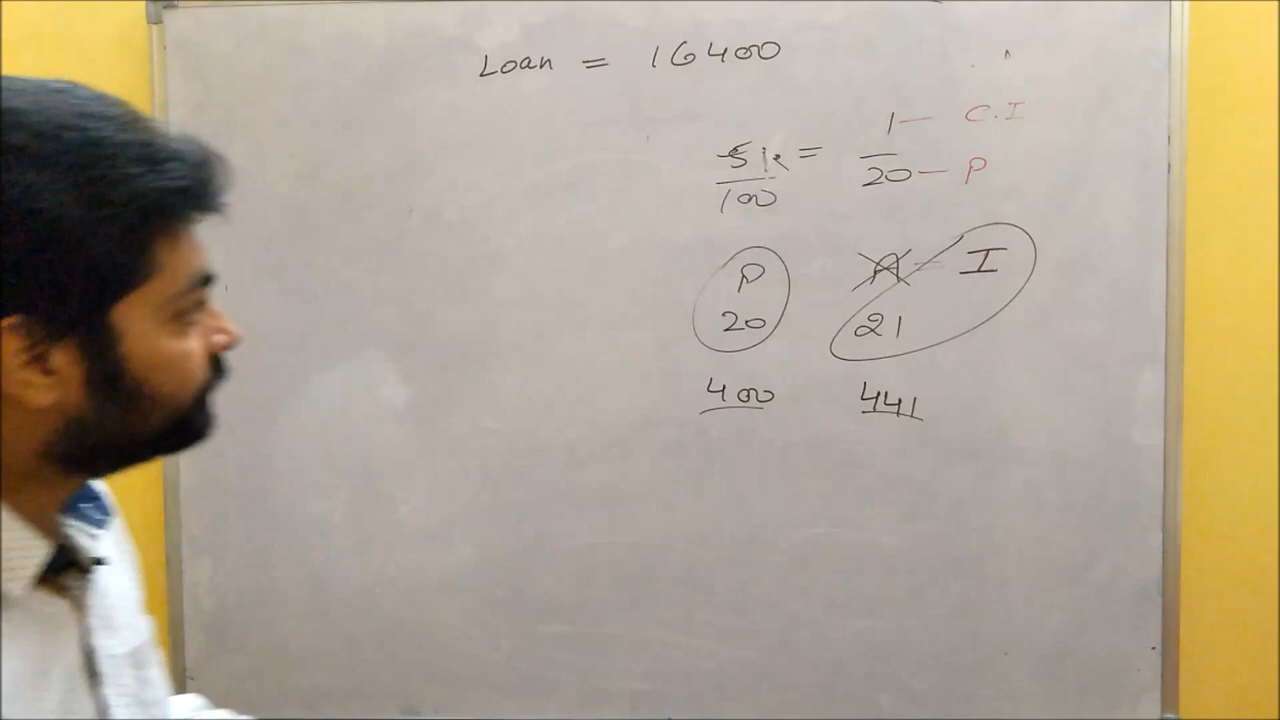 Loan = 16400
1 — C.I
5% =
100
20 — P
P A — I
20 21
400 441